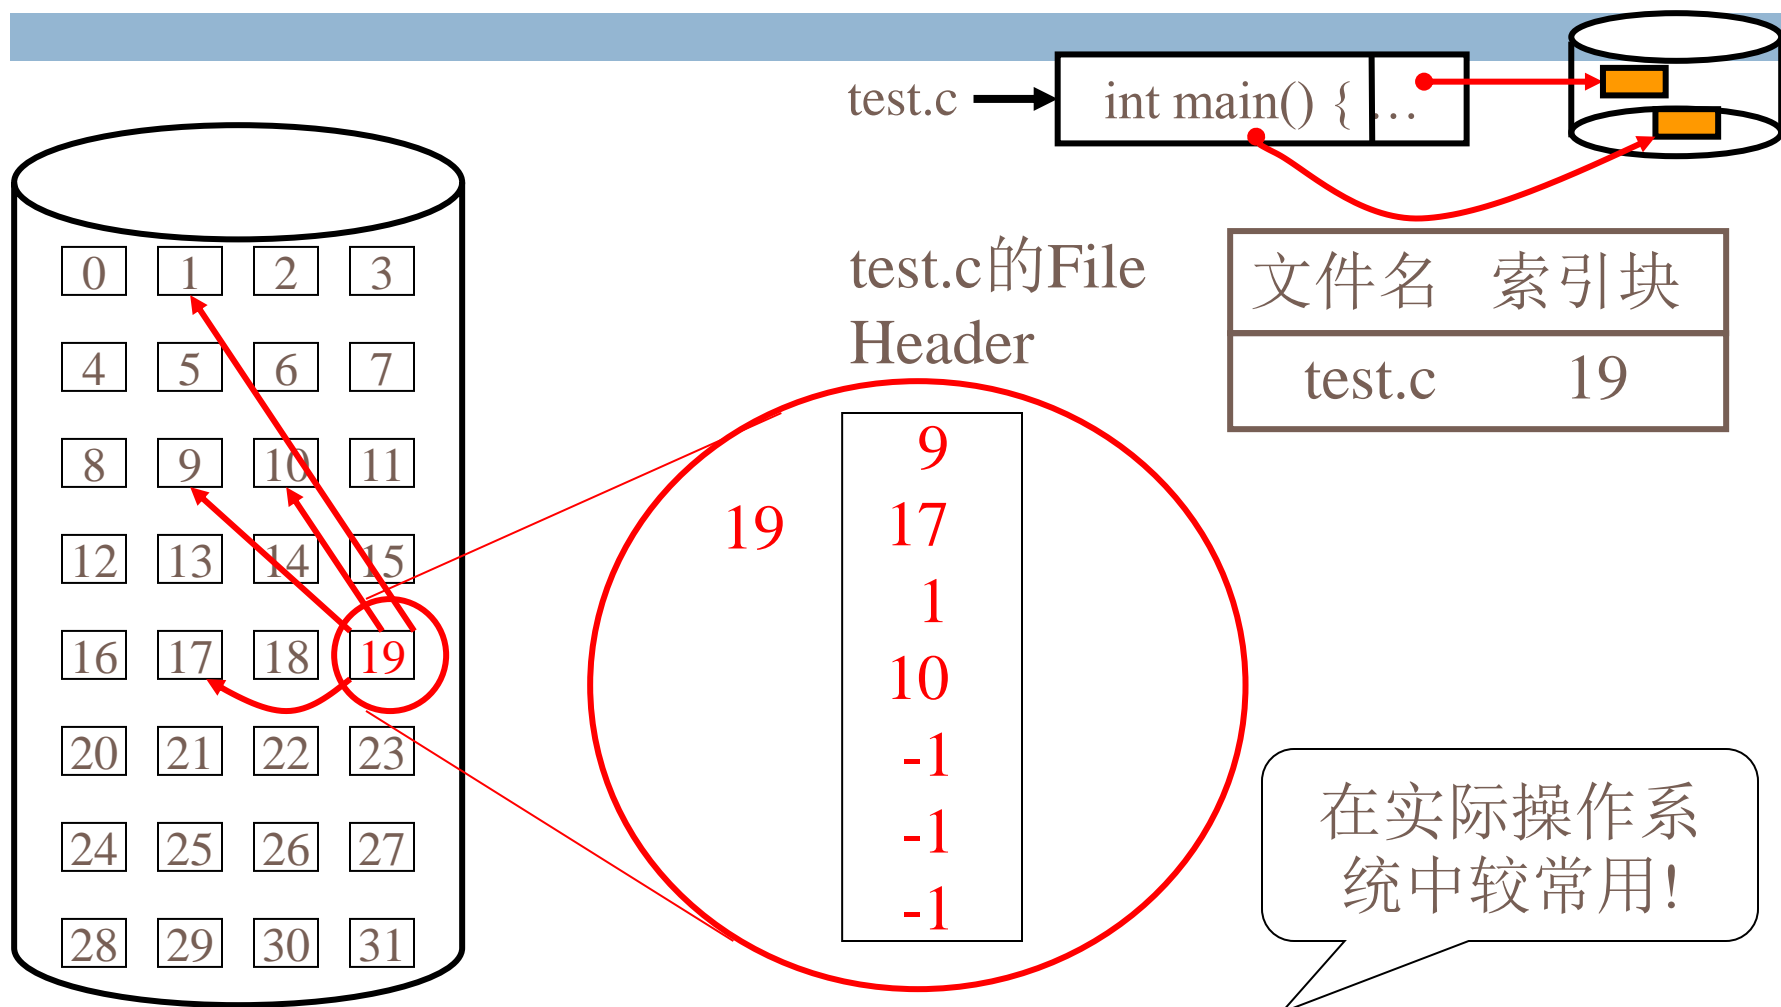 test.c
int main() { …
test.c的File
Header
文件名 索引块
test.c 19
0 1 2 3
4 5 6 7
8 9 10 11
12 13 14 15
16 17 18 19
20 21 22 23
24 25 26 27
28 29 30 31
19
9
17
1
10
-1
-1
-1
在实际操作系
统中较常用!